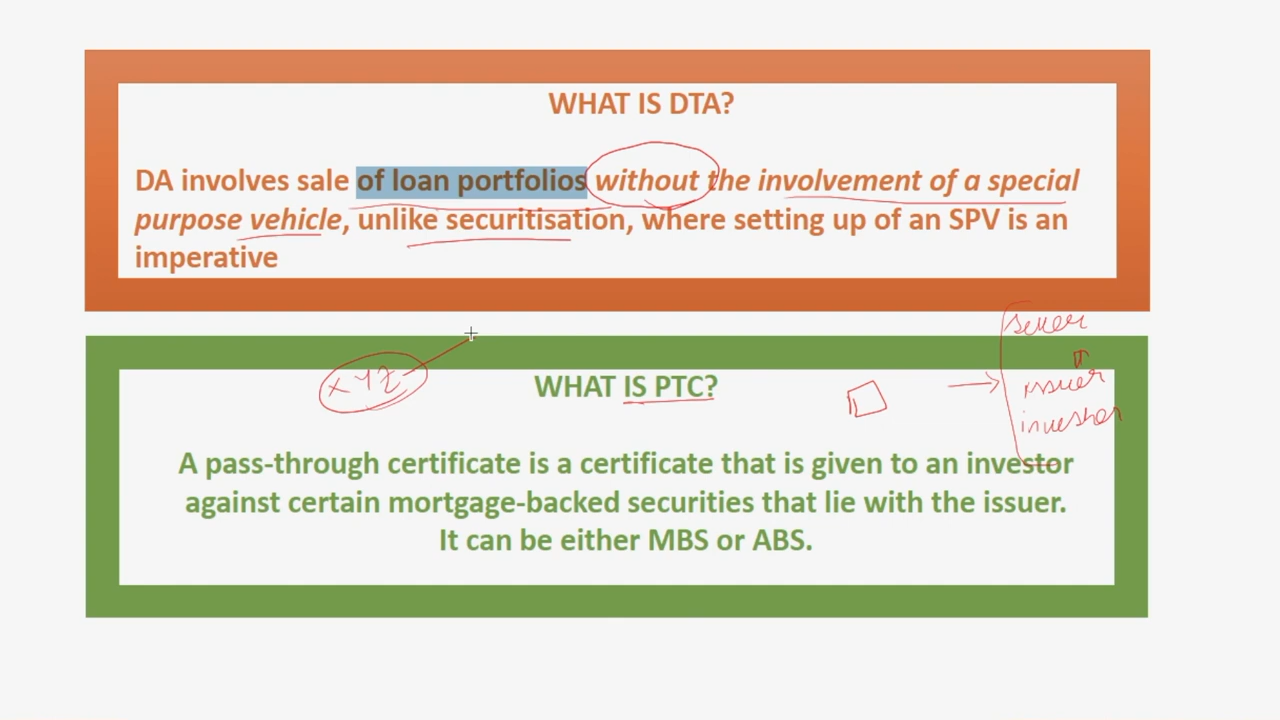 WHAT IS DTA?
DA involves sale of loan portfolios without the involvement of a special
purpose vehicle, unlike securitisation, where setting up of an SPV is an
imperative
seller
XYZ
WHAT IS PTC?
issuer
investor
A pass-through certificate is a certificate that is given to an investor
against certain mortgage-backed securities that lie with the issuer.
It can be either MBS or ABS.